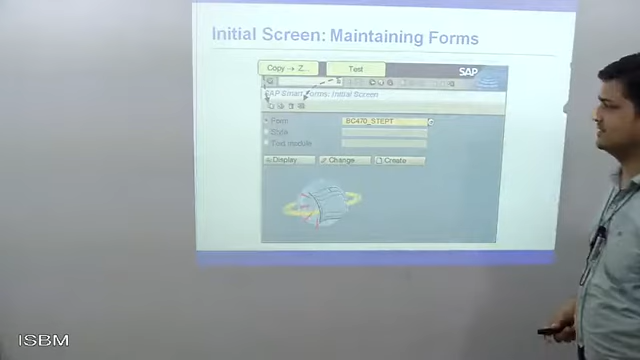 Initial Screen: Maintaining Forms
Copy → Z...
Test
SAP
SAP Smart Forms: Initial Screen
Form
BC470_STEPT
Style
Text module
Display
Change
Create
ISBM